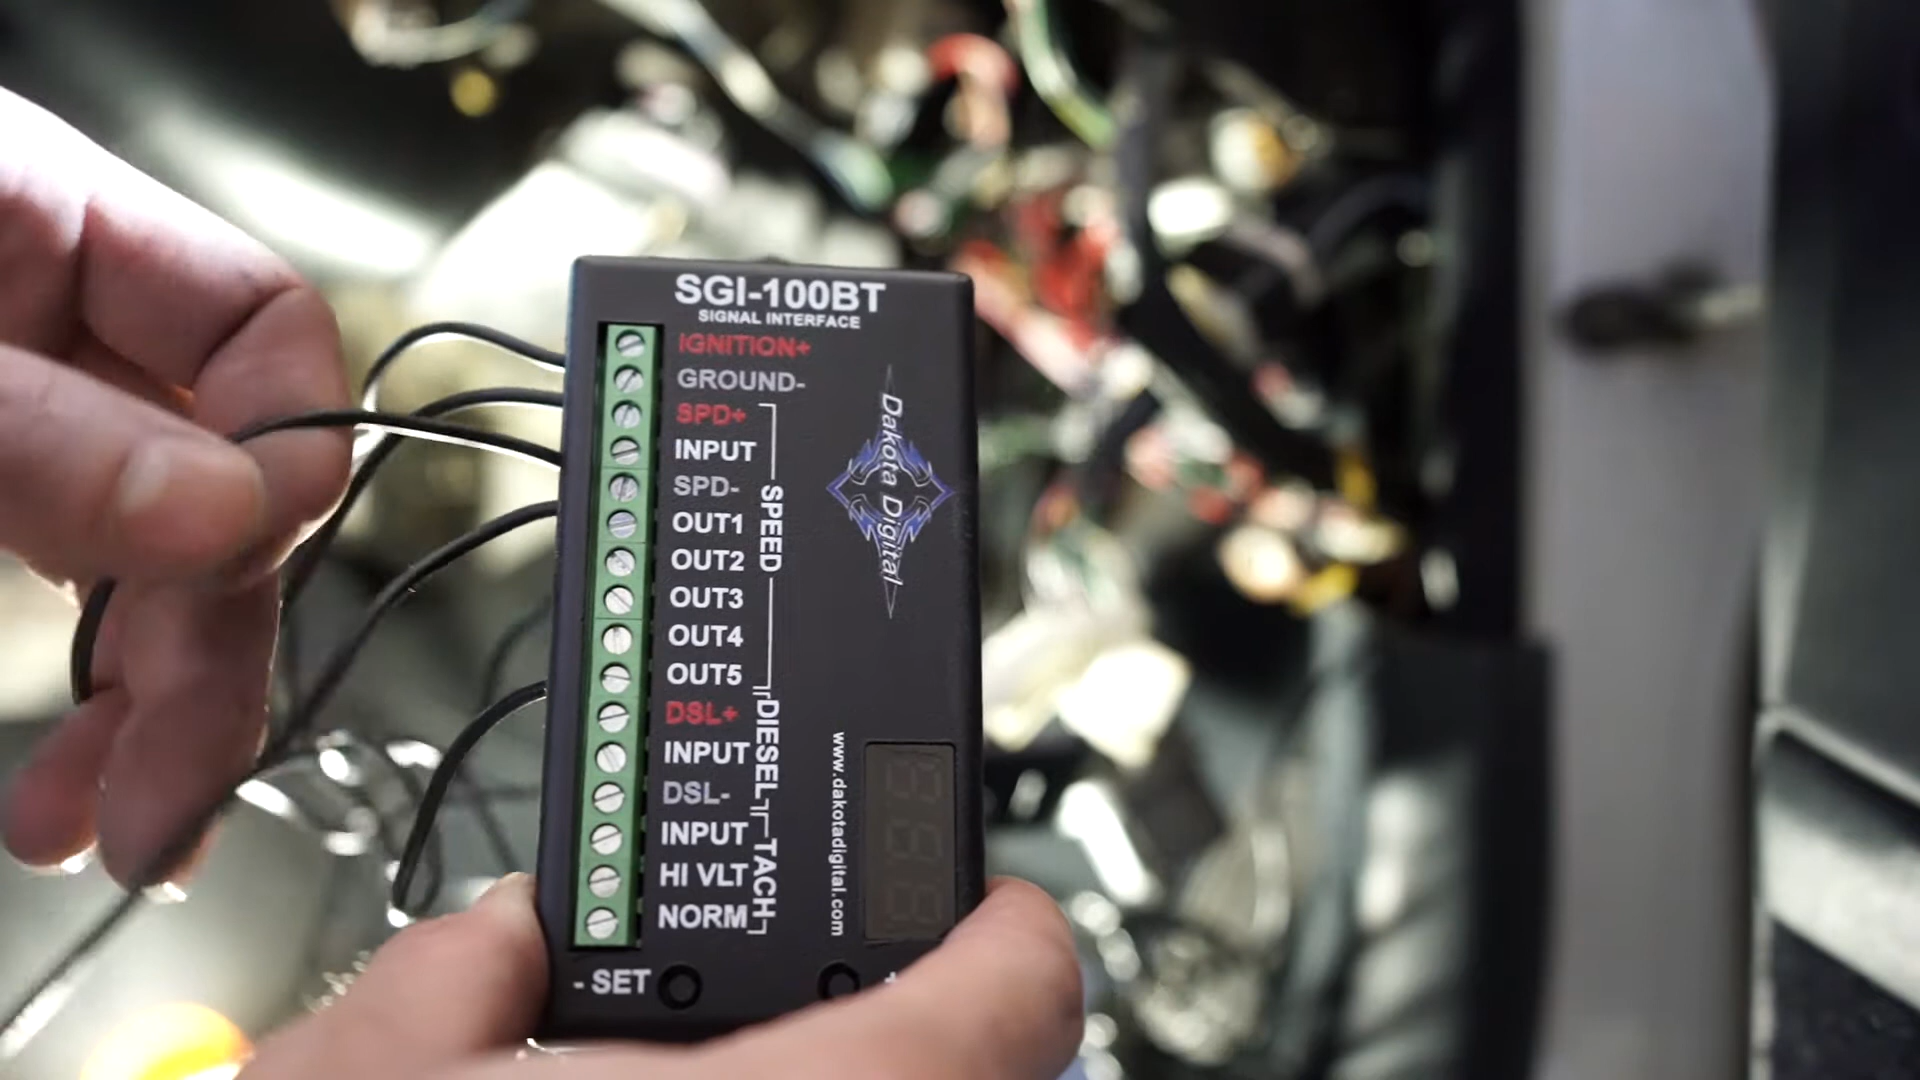 SGI-100BT
SIGNAL INTERFACE
IGNITION+
GROUND-
SPD+
INPUT
SPD-
OUT1
OUT2
OUT3
OUT4
OUT5
SPEED
DSL+
INPUT
DSL-
DIESEL
INPUT
HI VLT
NORM
TACH
Dakota Digital
www.dakotadigital.com
- SET
+